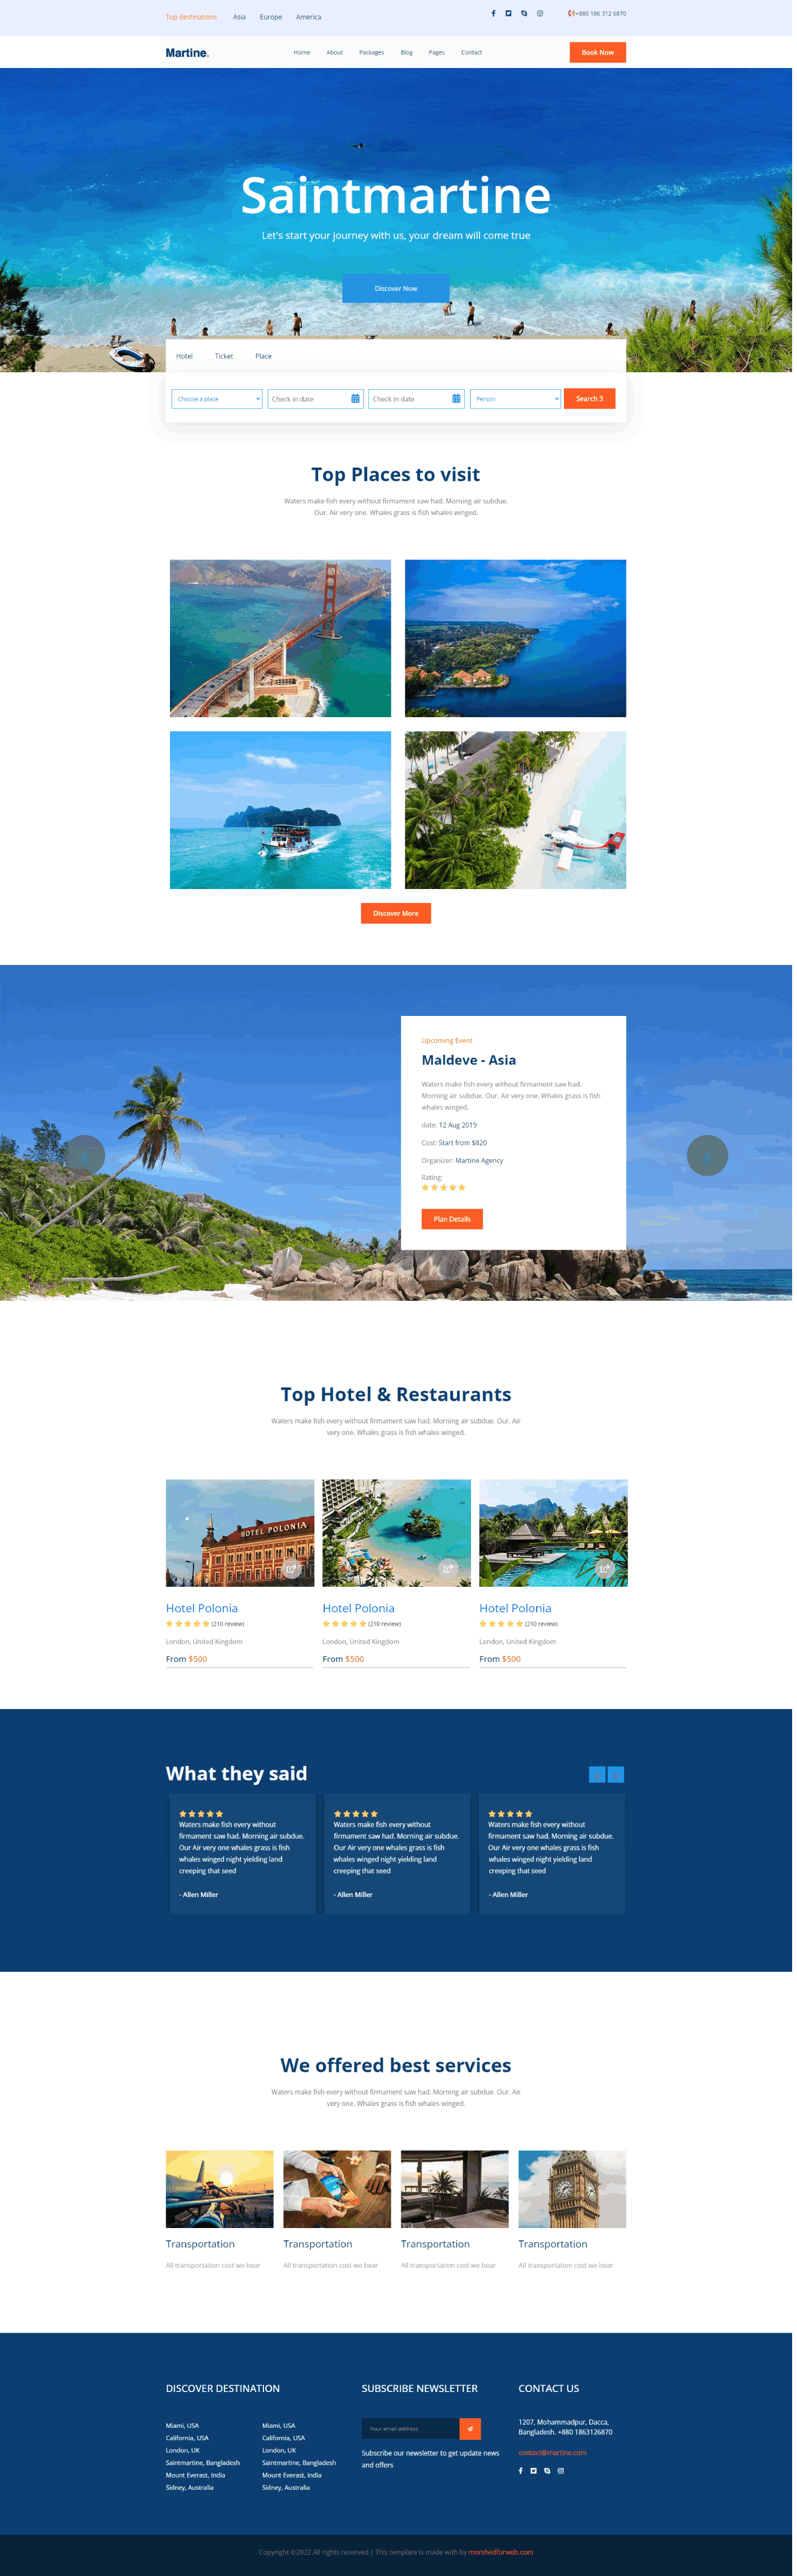 Top destinations Asia Europe America
+880 186 312 6870
Martine.
Home About Packages Blog Pages Contact
Book Now
Saintmartine
Let's start your journey with us, your dream will come true
Discover Now
Hotel Ticket Place
Choose a place Check in date Check in date Person Search 3
Top Places to visit
Waters make fish every without firmament saw had. Morning air subdue.
Our. Air very one. Whales grass is fish whales winged.
Discover More
Upcoming Event
Maldeve - Asia
Waters make fish every without firmament saw had.
Morning air subdue. Our. Air very one. Whales grass is fish
whales winged.
date: 12 Aug 2019
Cost: Start from $820
Organizer: Martine Agency
Rating:
Plan Details
Top Hotel & Restaurants
Waters make fish every without firmament saw had. Morning air subdue. Our. Air
very one. Whales grass is fish whales winged.
HOTEL POLONIA
Hotel Polonia
(210 review)
London, United Kingdom
From $500
Hotel Polonia
(210 review)
London, United Kingdom
From $500
Hotel Polonia
(210 review)
London, United Kingdom
From $500
What they said
Waters make fish every without
firmament saw had. Morning air subdue.
Our Air very one whales grass is fish
whales winged night yielding land
creeping that seed
- Allen Miller
Waters make fish every without
firmament saw had. Morning air subdue.
Our Air very one whales grass is fish
whales winged night yielding land
creeping that seed
- Allen Miller
Waters make fish every without
firmament saw had. Morning air subdue.
Our Air very one whales grass is fish
whales winged night yielding land
creeping that seed
- Allen Miller
We offered best services
Waters make fish every without firmament saw had. Morning air subdue. Our. Air
very one. Whales grass is fish whales winged.
Transportation
All transportation cost we bear
Transportation
All transportation cost we bear
Transportation
All transportation cost we bear
Transportation
All transportation cost we bear
DISCOVER DESTINATION
Miami, USA
California, USA
London, UK
Saintmartine, Bangladesh
Mount Everast, India
Sidney, Australia
Miami, USA
California, USA
London, UK
Saintmartine, Bangladesh
Mount Everast, India
Sidney, Australia
SUBSCRIBE NEWSLETTER
Your email address
Subscribe our newsletter to get update news
and offers
CONTACT US
1207, Mohammadpur, Dacca,
Bangladesh. +880 1863126870
contact@martine.com
Copyright ©2022 All rights reserved | This template is made with by morshedforweb.com